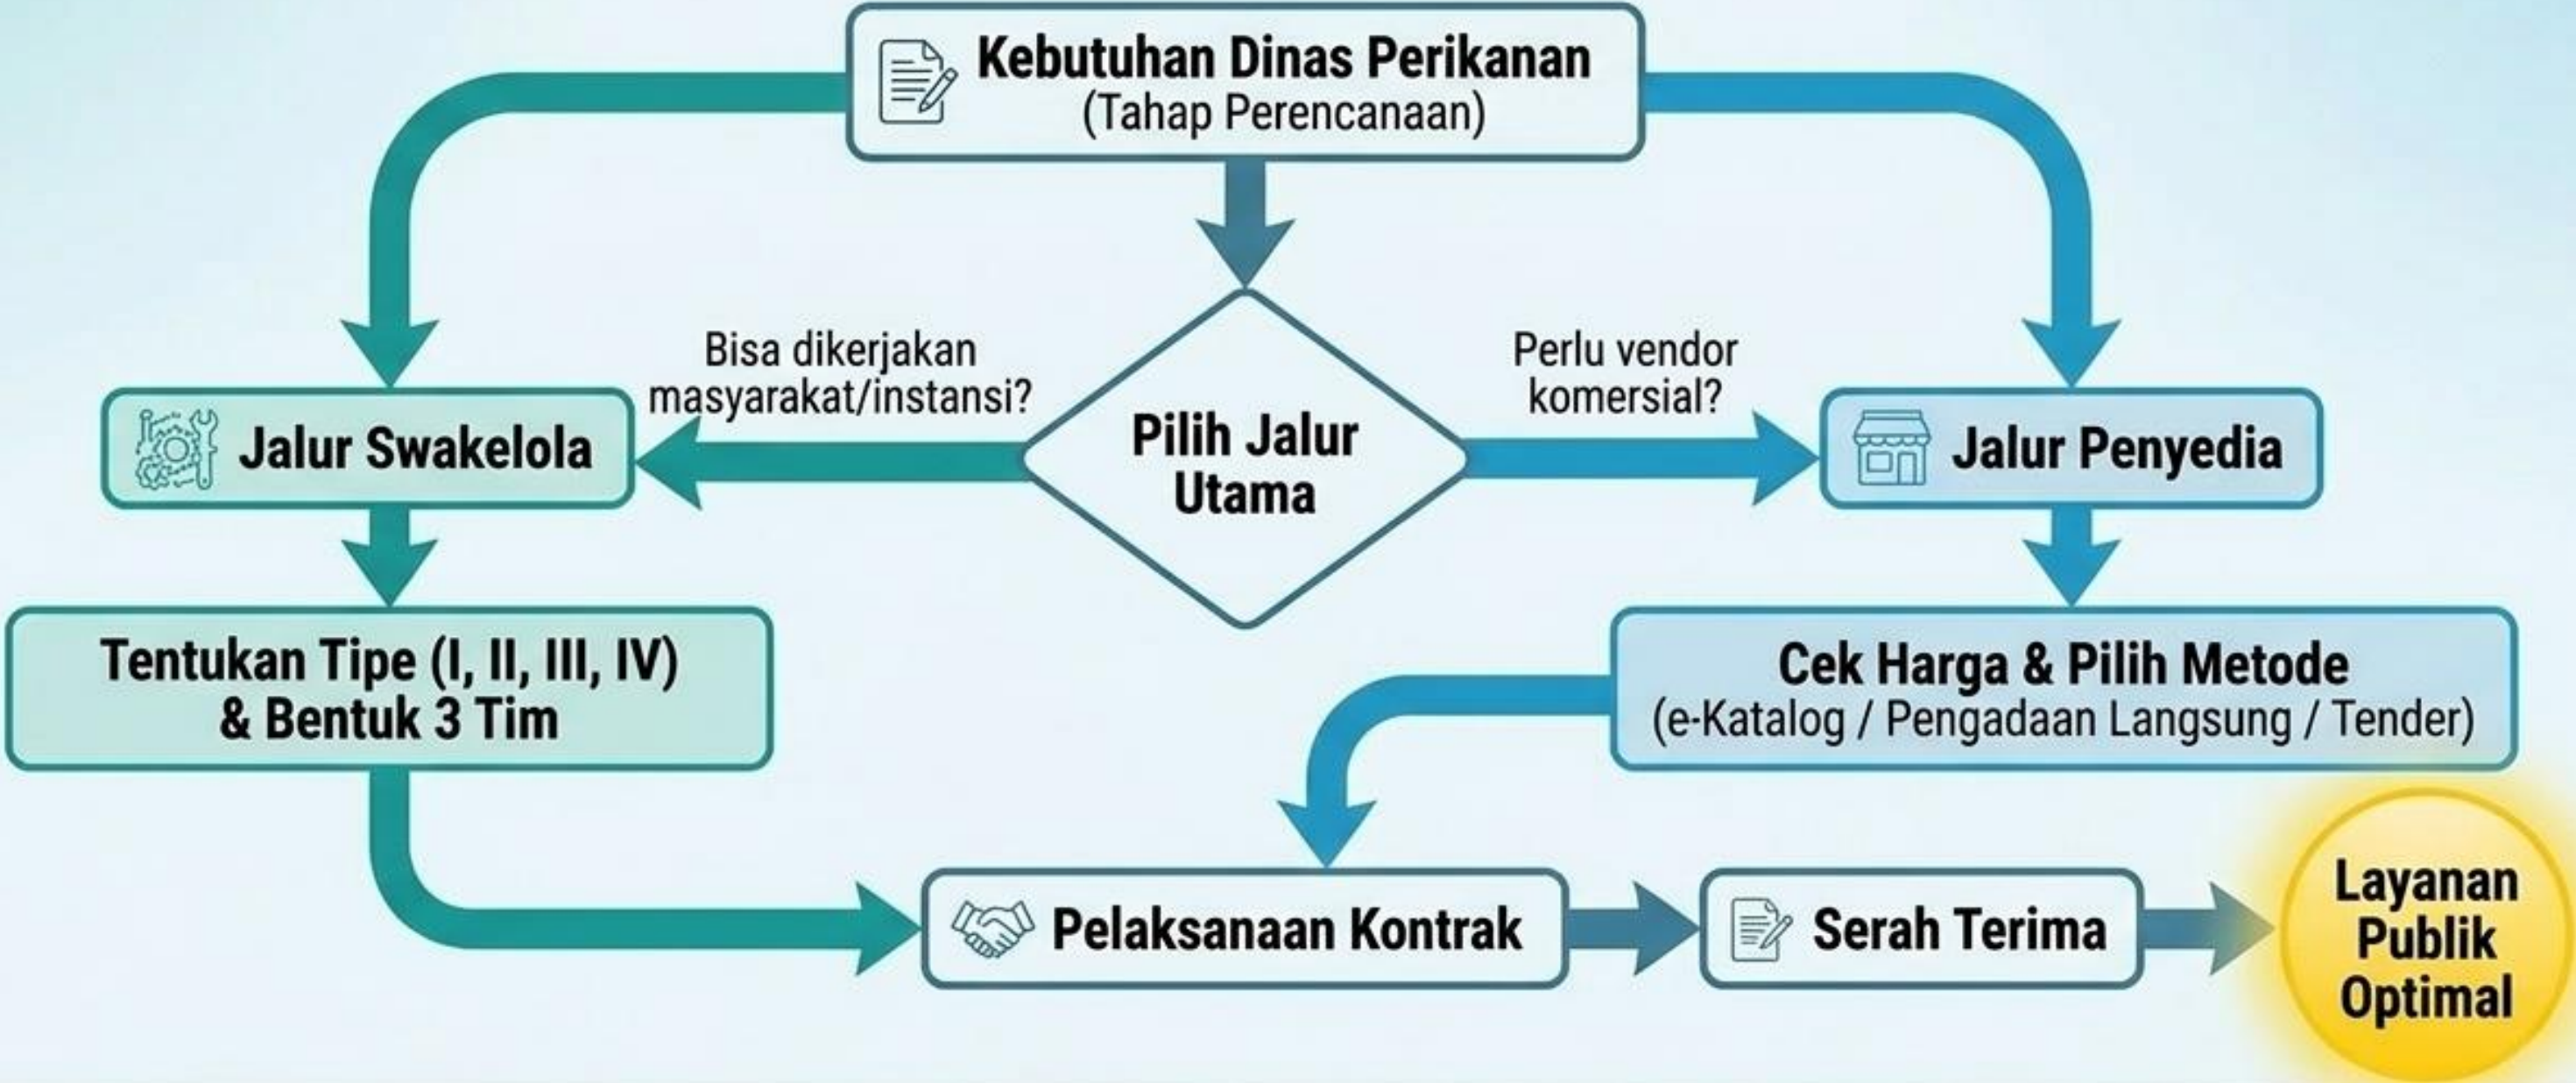 Kebutuhan Dinas Perikanan
(Tahap Perencanaan)
Bisa dikerjakan
masyarakat/instansi?
Perlu vendor
komersial?
Jalur Swakelola
Pilih Jalur
Utama
Jalur Penyedia
Tentukan Tipe (I, II, III, IV)
& Bentuk 3 Tim
Cek Harga & Pilih Metode
(e-Katalog / Pengadaan Langsung / Tender)
Pelaksanaan Kontrak
Serah Terima
Layanan
Publik
Optimal